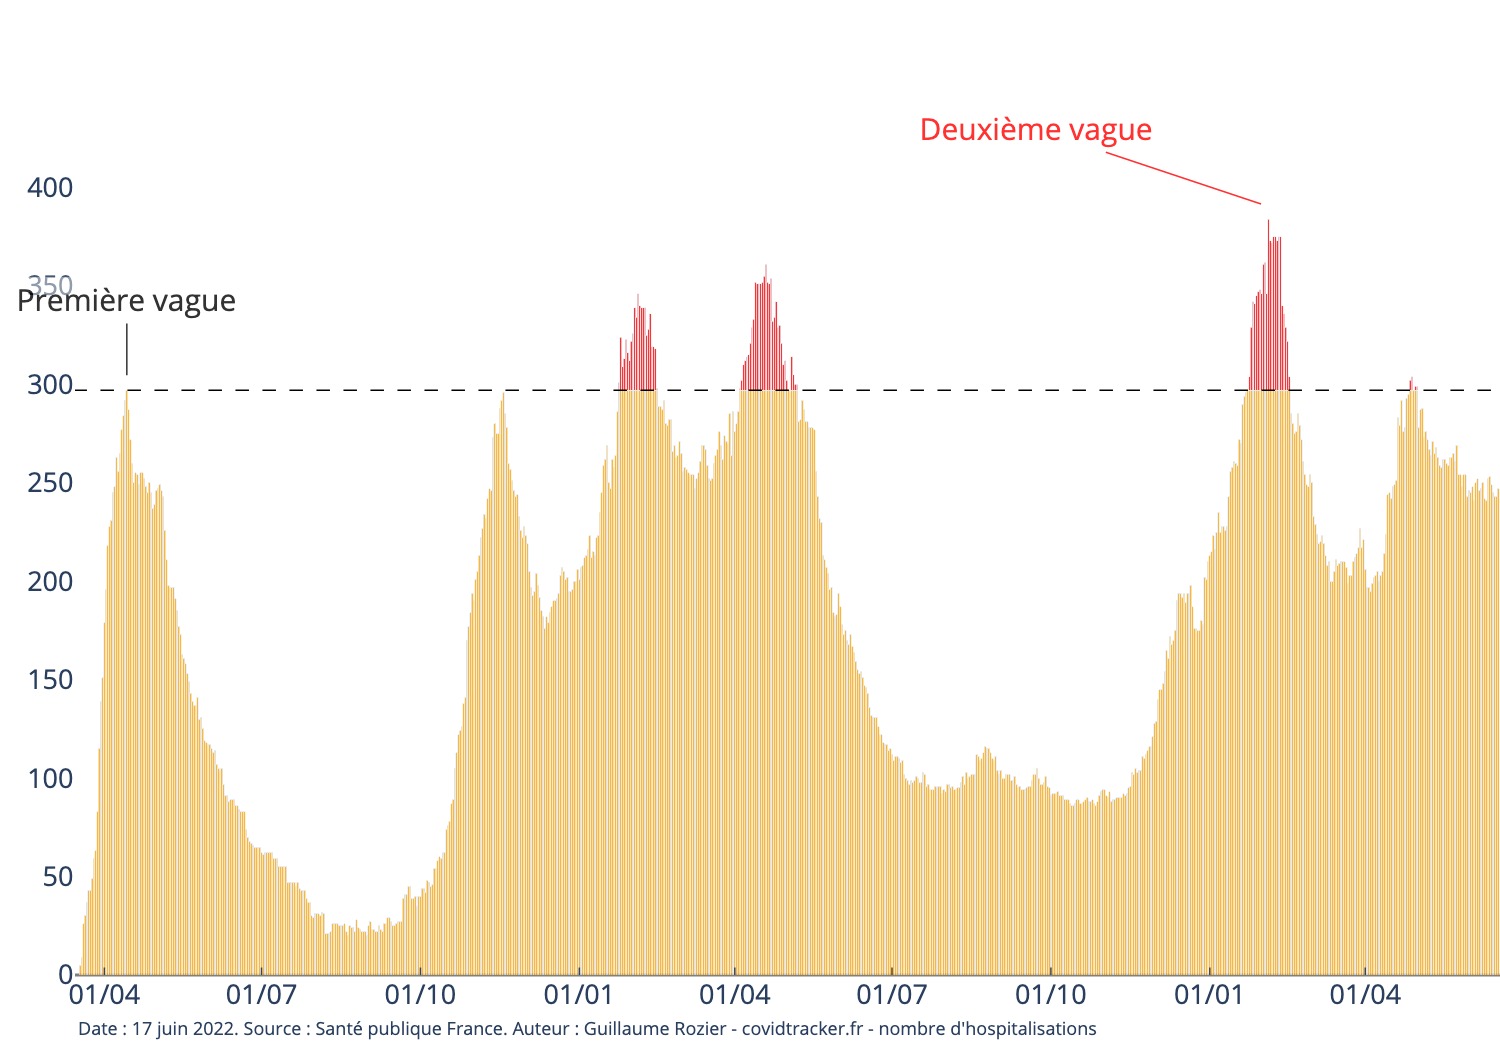 Deuxième vague
400
350
Première vague
300
250
200
150
100
50
0
01/04 01/07 01/10 01/01 01/04 01/07 01/10 01/01 01/04
Date : 17 juin 2022. Source : Santé publique France. Auteur : Guillaume Rozier - covidtracker.fr - nombre d'hospitalisations